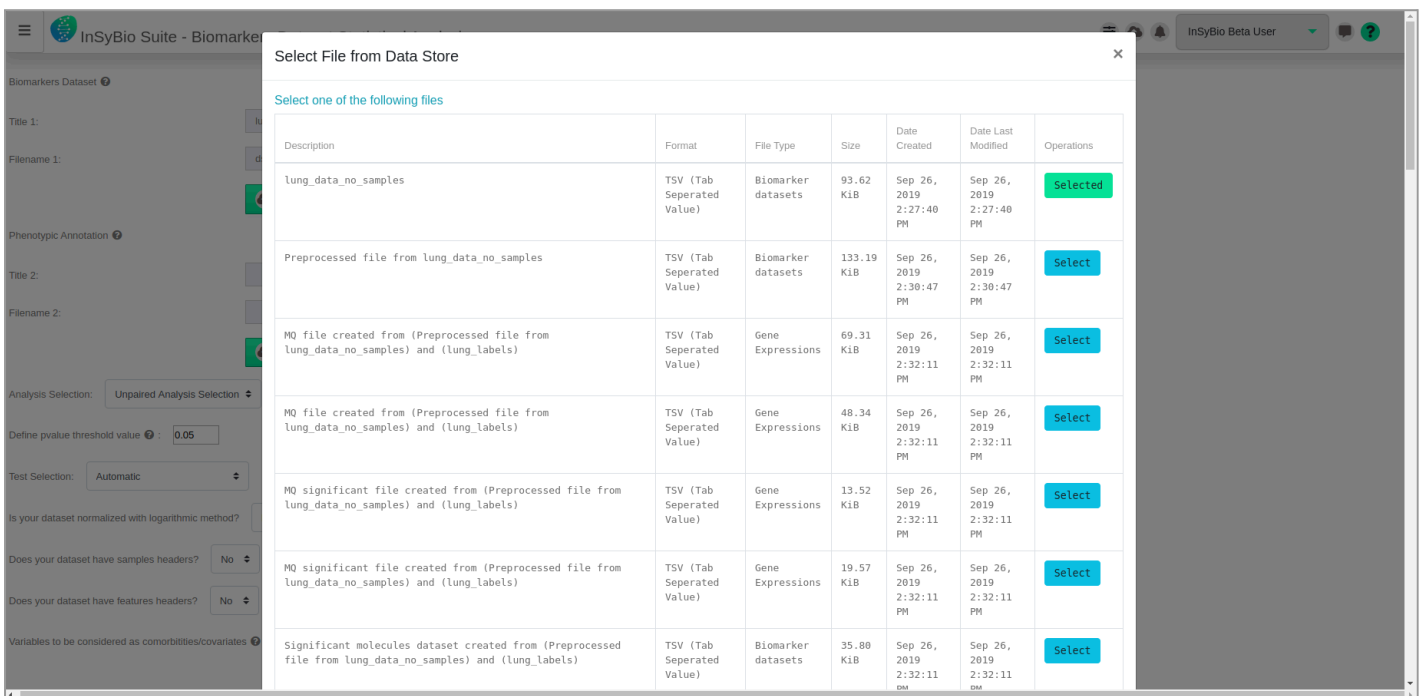 InSyBio Suite - Biomarker
InSyBio Beta User
Select File from Data Store
×
Biomarkers Dataset
Title 1:
lu
Filename 1:
Phenotypic Annotation
Title 2:
Filename 2:
Analysis Selection: Unpaired Analysis Selection
Define pvalue threshold value : 0.05
Test Selection: Automatic
Is your dataset normalized with logarithmic method?
Does your dataset have samples headers? No
Does your dataset have features headers? No
Variables to be considered as comorbitities/covariates
Select one of the following files
Description Format File Type Size Date Created Date Last Modified Operations
lung_data_no_samples TSV (Tab Biomarker 93.62 Sep 26, Sep 26, Selected
Seperated datasets KiB 2019 2019
Value) 2:27:40 2:27:40
PM PM
Preprocessed file from lung_data_no_samples TSV (Tab Biomarker 133.19 Sep 26, Sep 26, Select
Seperated datasets KiB 2019 2019
Value) 2:30:47 2:30:47
PM PM
MQ file created from (Preprocessed file from TSV (Tab Gene 69.31 Sep 26, Sep 26, Select
lung_data_no_samples) and (lung_labels) Seperated Expressions KiB 2019 2019
Value) 2:32:11 2:32:11
PM PM
MQ file created from (Preprocessed file from TSV (Tab Gene 48.34 Sep 26, Sep 26, Select
lung_data_no_samples) and (lung_labels) Seperated Expressions KiB 2019 2019
Value) 2:32:11 2:32:11
PM PM
MQ significant file created from (Preprocessed file from TSV (Tab Gene 13.52 Sep 26, Sep 26, Select
lung_data_no_samples) and (lung_labels) Seperated Expressions KiB 2019 2019
Value) 2:32:11 2:32:11
PM PM
MQ significant file created from (Preprocessed file from TSV (Tab Gene 19.57 Sep 26, Sep 26, Select
lung_data_no_samples) and (lung_labels) Seperated Expressions KiB 2019 2019
Value) 2:32:11 2:32:11
PM PM
Significant molecules dataset created from (Preprocessed TSV (Tab Biomarker 35.80 Sep 26, Sep 26, Select
file from lung_data_no_samples) and (lung_labels) Seperated datasets KiB 2019 2019
Value) 2:32:11 2:32:11
PM PM